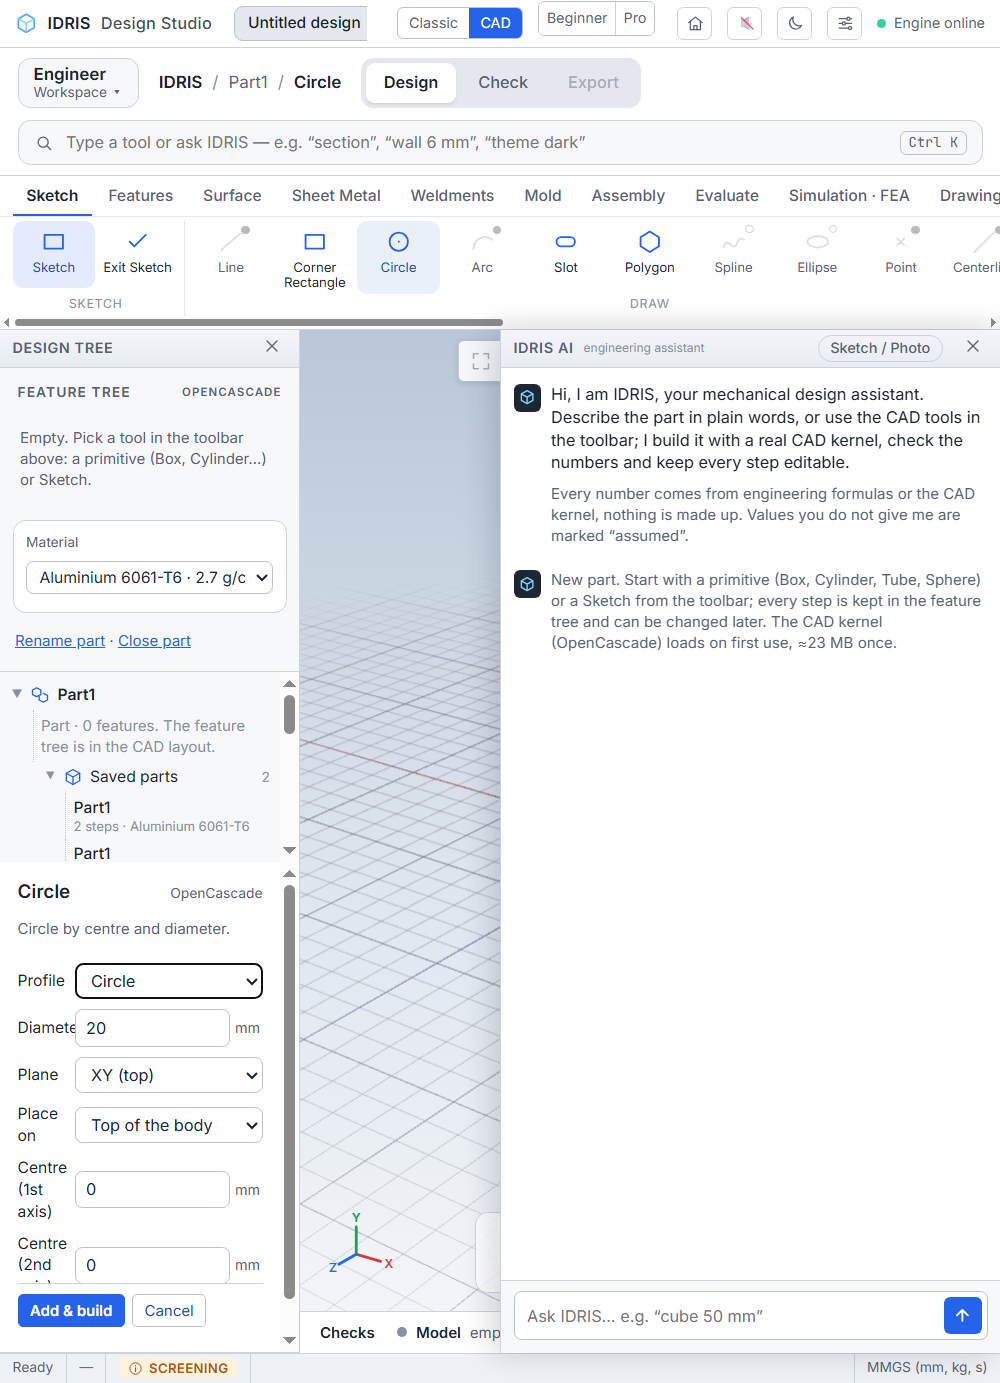 IDRIS Design Studio
Untitled design
Classic CAD
Beginner Pro
Engine online
Engineer
Workspace
IDRIS / Part1 / Circle
Design Check Export
Type a tool or ask IDRIS — e.g. “section”, “wall 6 mm”, “theme dark”
Ctrl K
Sketch Features Surface Sheet Metal Weldments Mold Assembly Evaluate Simulation · FEA Drawing
Sketch
Exit Sketch
Line
Corner
Rectangle
Circle
Arc
Slot
Polygon
Spline
Ellipse
Point
Centerli
SKETCH
DRAW
DESIGN TREE
FEATURE TREE OPENCASCADE
Empty. Pick a tool in the toolbar
above: a primitive (Box, Cylinder...)
or Sketch.
Material
Aluminium 6061-T6 · 2.7 g/c
Rename part · Close part
Part1
Part · 0 features. The feature
tree is in the CAD layout.
Saved parts 2
Part1
2 steps · Aluminium 6061-T6
Part1
Circle OpenCascade
Circle by centre and diameter.
Profile Circle
Diamete 20 mm
Plane XY (top)
Place
on
Top of the body
Centre
(1st
axis)
0 mm
Centre
(2nd
0 mm
Add & build Cancel
Y
Z
X
Checks Model emp
IDRIS AI engineering assistant
Sketch / Photo
Hi, I am IDRIS, your mechanical design assistant.
Describe the part in plain words, or use the CAD tools in
the toolbar; I build it with a real CAD kernel, check the
numbers and keep every step editable.
Every number comes from engineering formulas or the CAD
kernel, nothing is made up. Values you do not give me are
marked “assumed”.
New part. Start with a primitive (Box, Cylinder, Tube, Sphere)
or a Sketch from the toolbar; every step is kept in the feature
tree and can be changed later. The CAD kernel
(OpenCascade) loads on first use, ≈23 MB once.
Ask IDRIS... e.g. “cube 50 mm”
Ready — SCREENING
MMGS (mm, kg, s)